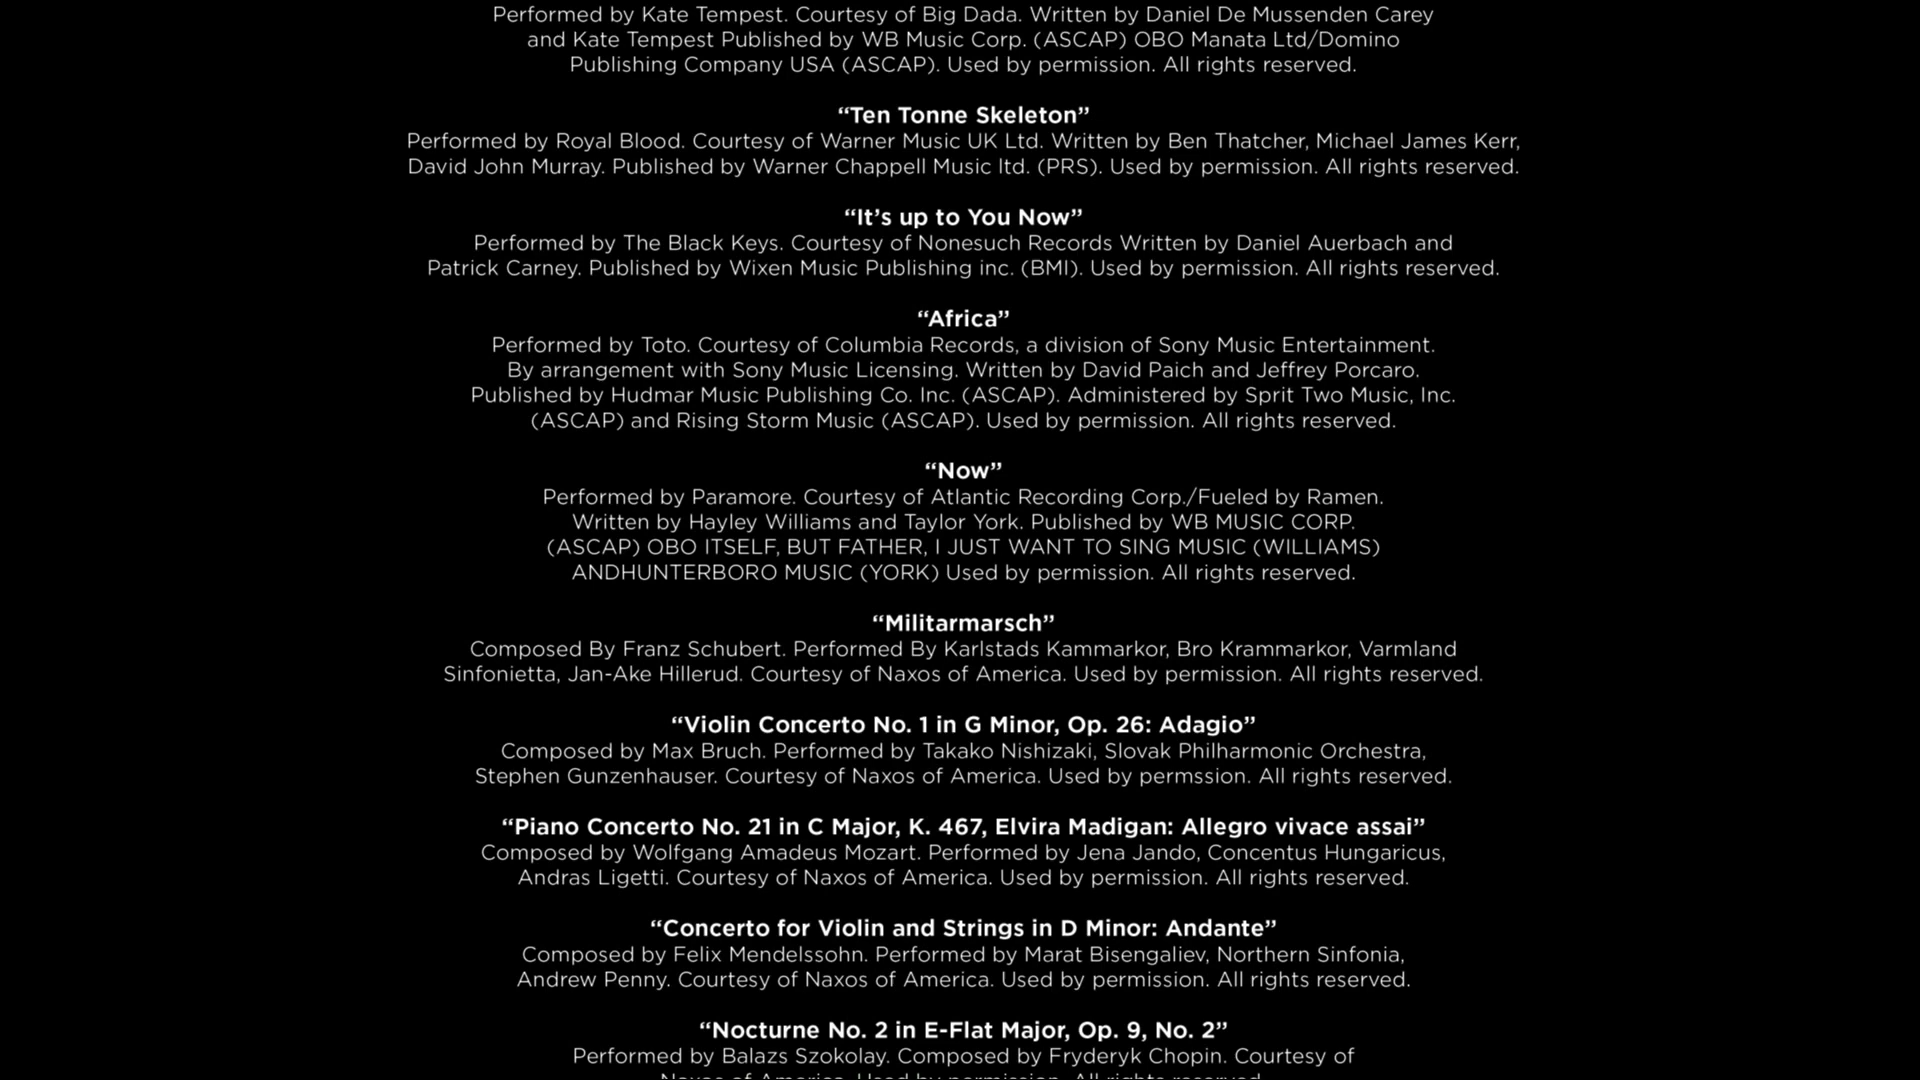 Performed by Kate Tempest. Courtesy of Big Dada. Written by Daniel De Mussenden Carey
and Kate Tempest Published by WB Music Corp. (ASCAP) OBO Manata Ltd/Domino
Publishing Company USA (ASCAP). Used by permission. All rights reserved.
“Ten Tonne Skeleton”
Performed by Royal Blood. Courtesy of Warner Music UK Ltd. Written by Ben Thatcher, Michael James Kerr,
David John Murray. Published by Warner Chappell Music ltd. (PRS). Used by permission. All rights reserved.
“It’s up to You Now”
Performed by The Black Keys. Courtesy of Nonesuch Records Written by Daniel Auerbach and
Patrick Carney. Published by Wixen Music Publishing inc. (BMI). Used by permission. All rights reserved.
“Africa”
Performed by Toto. Courtesy of Columbia Records, a division of Sony Music Entertainment.
By arrangement with Sony Music Licensing. Written by David Paich and Jeffrey Porcaro.
Published by Hudmar Music Publishing Co. Inc. (ASCAP). Administered by Sprit Two Music, Inc.
(ASCAP) and Rising Storm Music (ASCAP). Used by permission. All rights reserved.
“Now”
Performed by Paramore. Courtesy of Atlantic Recording Corp./Fueled by Ramen.
Written by Hayley Williams and Taylor York. Published by WB MUSIC CORP.
(ASCAP) OBO ITSELF, BUT FATHER, I JUST WANT TO SING MUSIC (WILLIAMS)
ANDHUNTERBORO MUSIC (YORK) Used by permission. All rights reserved.
“Militarmarsch”
Composed By Franz Schubert. Performed By Karlstads Kammarkor, Bro Krammarkor, Varmland
Sinfonietta, Jan-Ake Hillerud. Courtesy of Naxos of America. Used by permission. All rights reserved.
“Violin Concerto No. 1 in G Minor, Op. 26: Adagio”
Composed by Max Bruch. Performed by Takako Nishizaki, Slovak Philharmonic Orchestra,
Stephen Gunzenhauser. Courtesy of Naxos of America. Used by permssion. All rights reserved.
“Piano Concerto No. 21 in C Major, K. 467, Elvira Madigan: Allegro vivace assai”
Composed by Wolfgang Amadeus Mozart. Performed by Jena Jando, Concentus Hungaricus,
Andras Ligetti. Courtesy of Naxos of America. Used by permission. All rights reserved.
“Concerto for Violin and Strings in D Minor: Andante”
Composed by Felix Mendelssohn. Performed by Marat Bisengaliev, Northern Sinfonia,
Andrew Penny. Courtesy of Naxos of America. Used by permission. All rights reserved.
“Nocturne No. 2 in E-Flat Major, Op. 9, No. 2”
Performed by Balazs Szokolay. Composed by Fryderyk Chopin. Courtesy of
Naxos of America. Used by permission. All rights reserved.